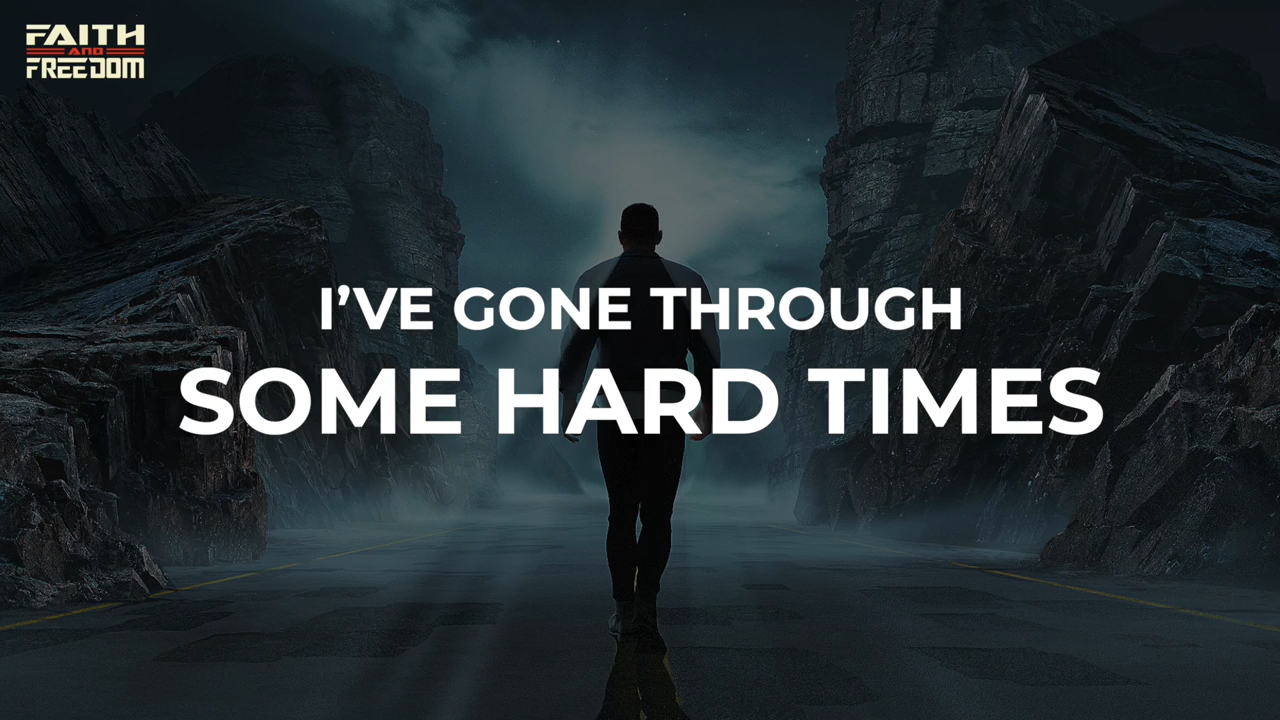 FAITH
AND
FREEDOM
I'VE GONE THROUGH
SOME HARD TIMES